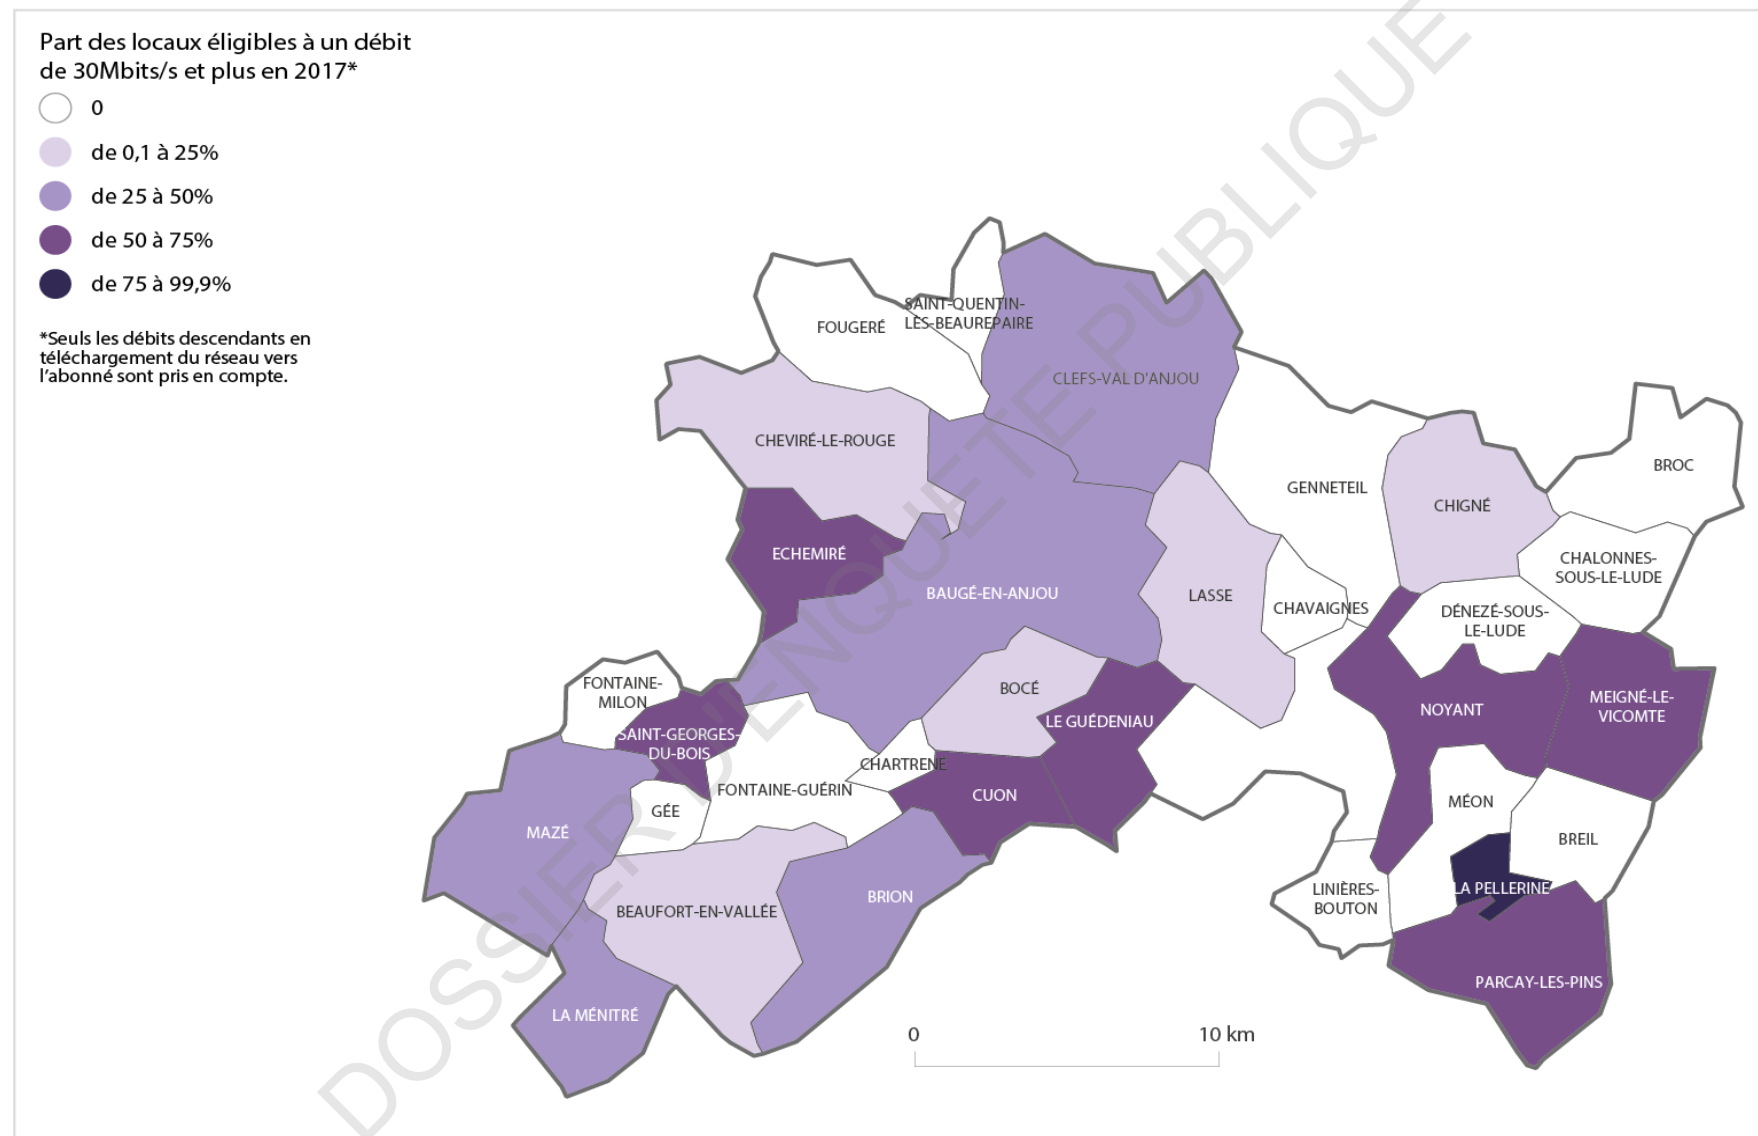 Part des locaux éligibles à un débit
de 30Mbits/s et plus en 2017*
0
de 0,1 à 25%
de 25 à 50%
de 50 à 75%
de 75 à 99,9%
*Seuls les débits descendants en
téléchargement du réseau vers
l'abonné sont pris en compte.
DOSSIER D'ENQUETE PUBLIQUE
SAINT-QUENTIN-
LÈS-BEAUREPAIRE
FOUGERÉ
CLEFS-VAL D'ANJOU
CHEVIRÉ-LE-ROUGE
BROC
GENNETEIL
CHIGNÉ
ECHEMIRÉ
CHALONNES-
SOUS-LE-LUDE
BAUGÉ-EN-ANJOU
LASSE
CHAVAIGNES
DÉNEZÉ-SOUS-
LE-LUDE
FONTAINE-
MILON
BOCÉ
LE GUÉDENIAU
NOYANT
MEIGNÉ-LE-
VICOMTE
SAINT-GEORGES-
DU-BOIS
CHARTRENÉ
FONTAINE-GUÉRIN
CUON
GÉE
MÉON
MAZÉ
BREIL
LA PELLERINE
LINIÈRES-
BOUTON
BRION
BEAUFORT-EN-VALLÉE
PARCAY-LES-PINS
LA MÉNITRÉ
0
10 km